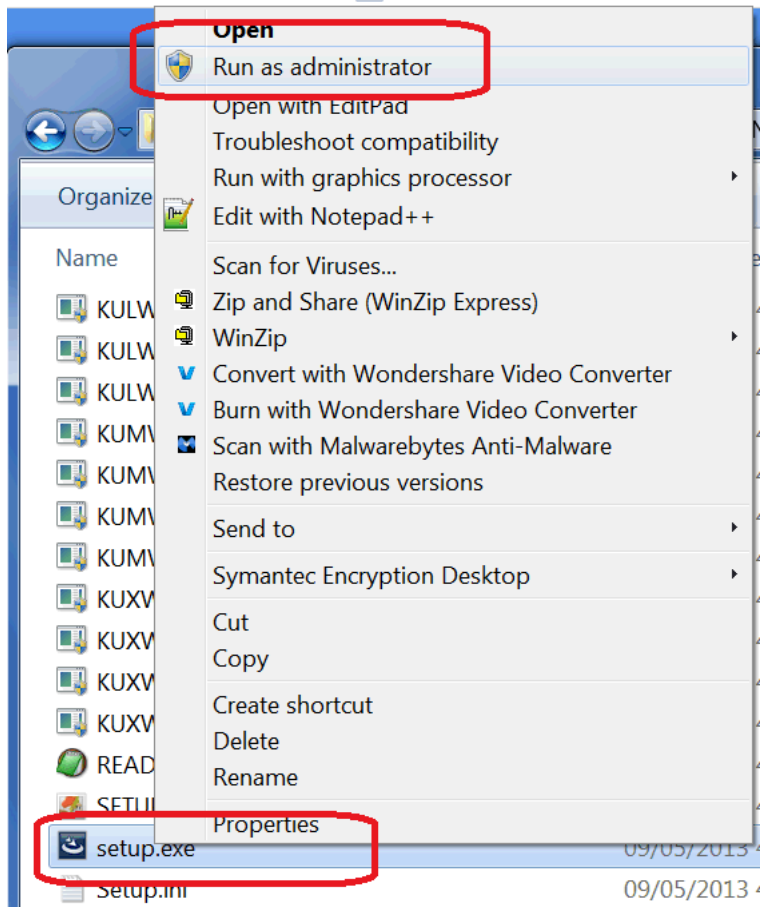 Open
Run as administrator
Open with EditPad
Troubleshoot compatibility
Run with graphics processor
Edit with Notepad++
Organize
Name
Scan for Viruses...
KULW
Zip and Share (WinZip Express)
KULW
WinZip
KULW
Convert with Wondershare Video Converter
Burn with Wondershare Video Converter
KUMW
Scan with Malwarebytes Anti-Malware
KUMW
Restore previous versions
KUMW
Send to
KUMW
Symantec Encryption Desktop
KUXW
Cut
KUXW
Copy
KUXW
Create shortcut
KUXW
Delete
READ
Rename
SETUP
Properties
setup.exe 09/05/2013 4
Setup.ini 09/05/2013 4